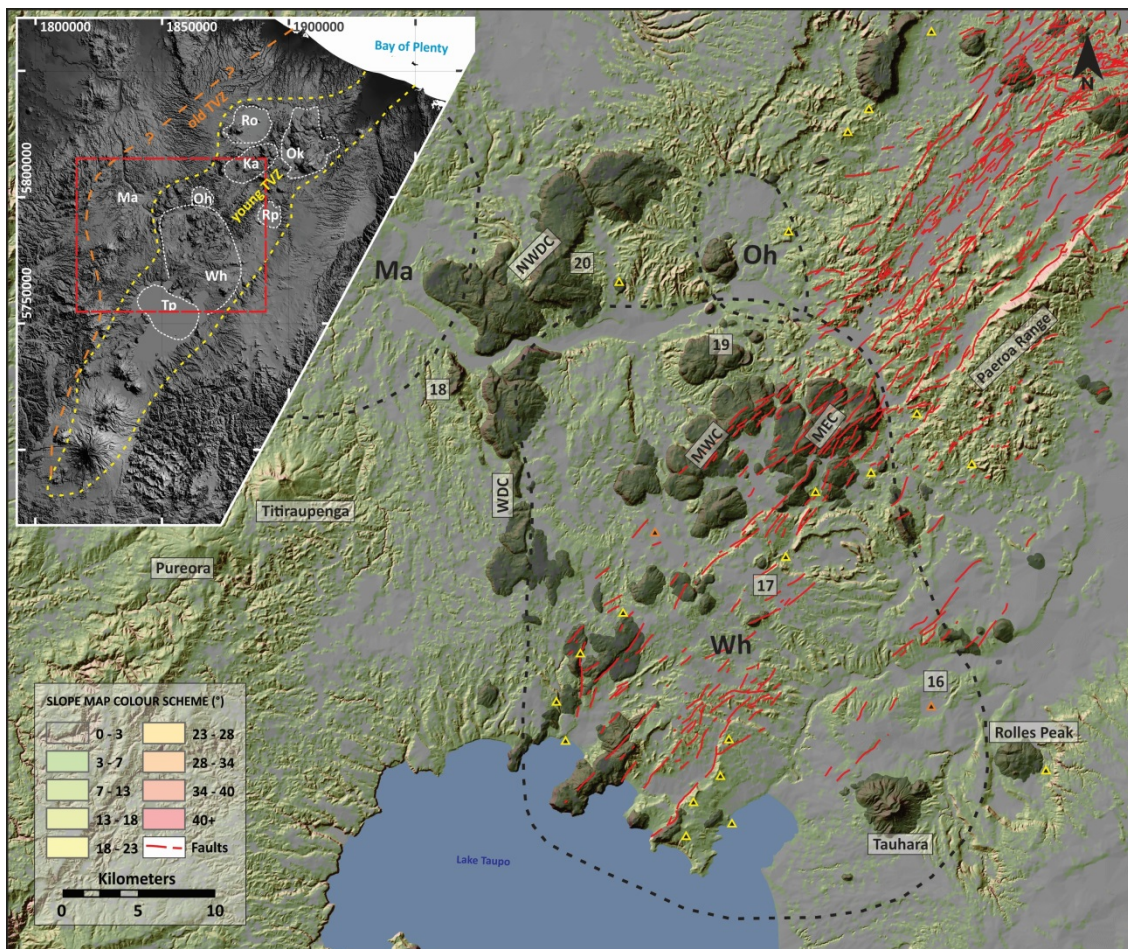 1800000
1850000
1900000
Bay of Plenty
?
old TVZ
?
Ro
Ok
Ka
5800000
young TVZ
Ma
Oh
Rp
Wh
5750000
Tp
N
Ma
NWDC
20
Oh
Paeroa Range
19
18
MWC
MEC
WDC
Titiraupenga
Pureora
17
Wh
16
Rolles Peak
Tauhara
Lake Taupo
SLOPE MAP COLOUR SCHEME (°)
0 - 3 23 - 28
3 - 7 28 - 34
7 - 13 34 - 40
13 - 18 40+
18 - 23 Faults
Kilometers
0 5 10